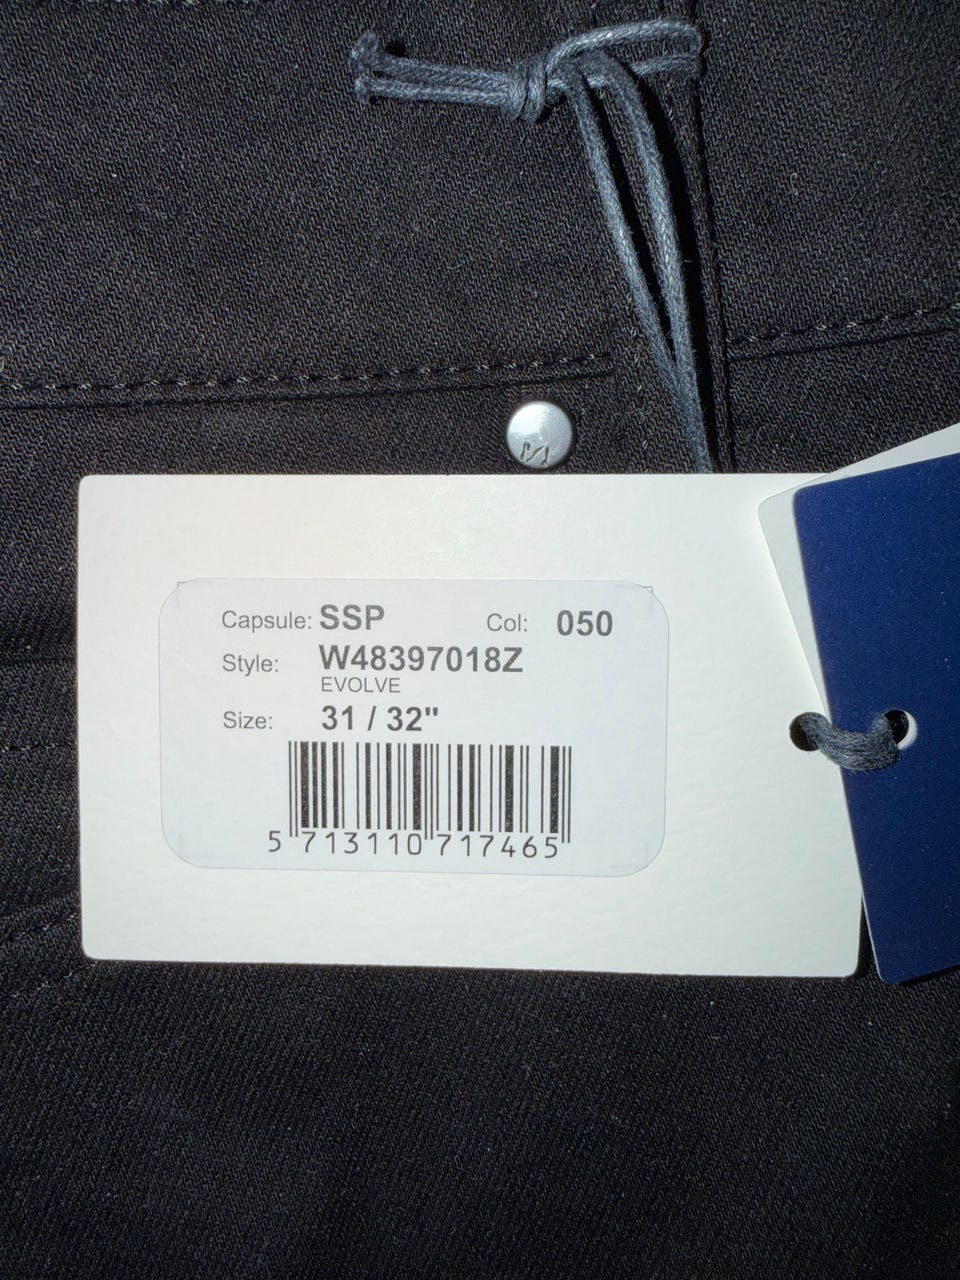 Capsule: SSP Col: 050
Style: W48397018Z
EVOLVE
Size: 31 / 32"
5 713110 717465